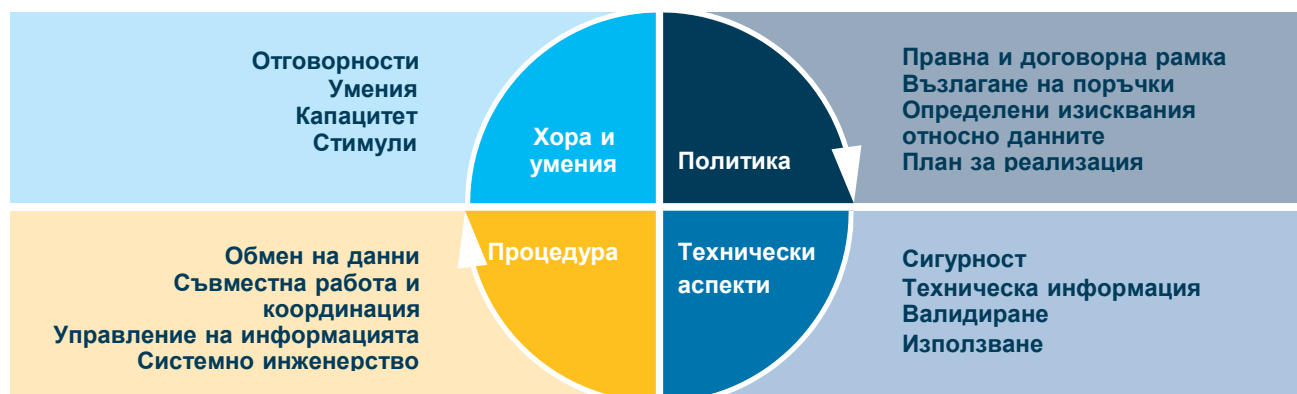 Отговорности
Умения
Капацитет
Стимули
Хора и
умения
Политика
Правна и договорна рамка
Възлагане на поръчки
Определени изисквания
относно данните
План за реализация
Обмен на данни
Съвместна работа и
координация
Управление на информацията
Системно инженерство
Процедура
Технически
аспекти
Сигурност
Техническа информация
Валидиране
Използване